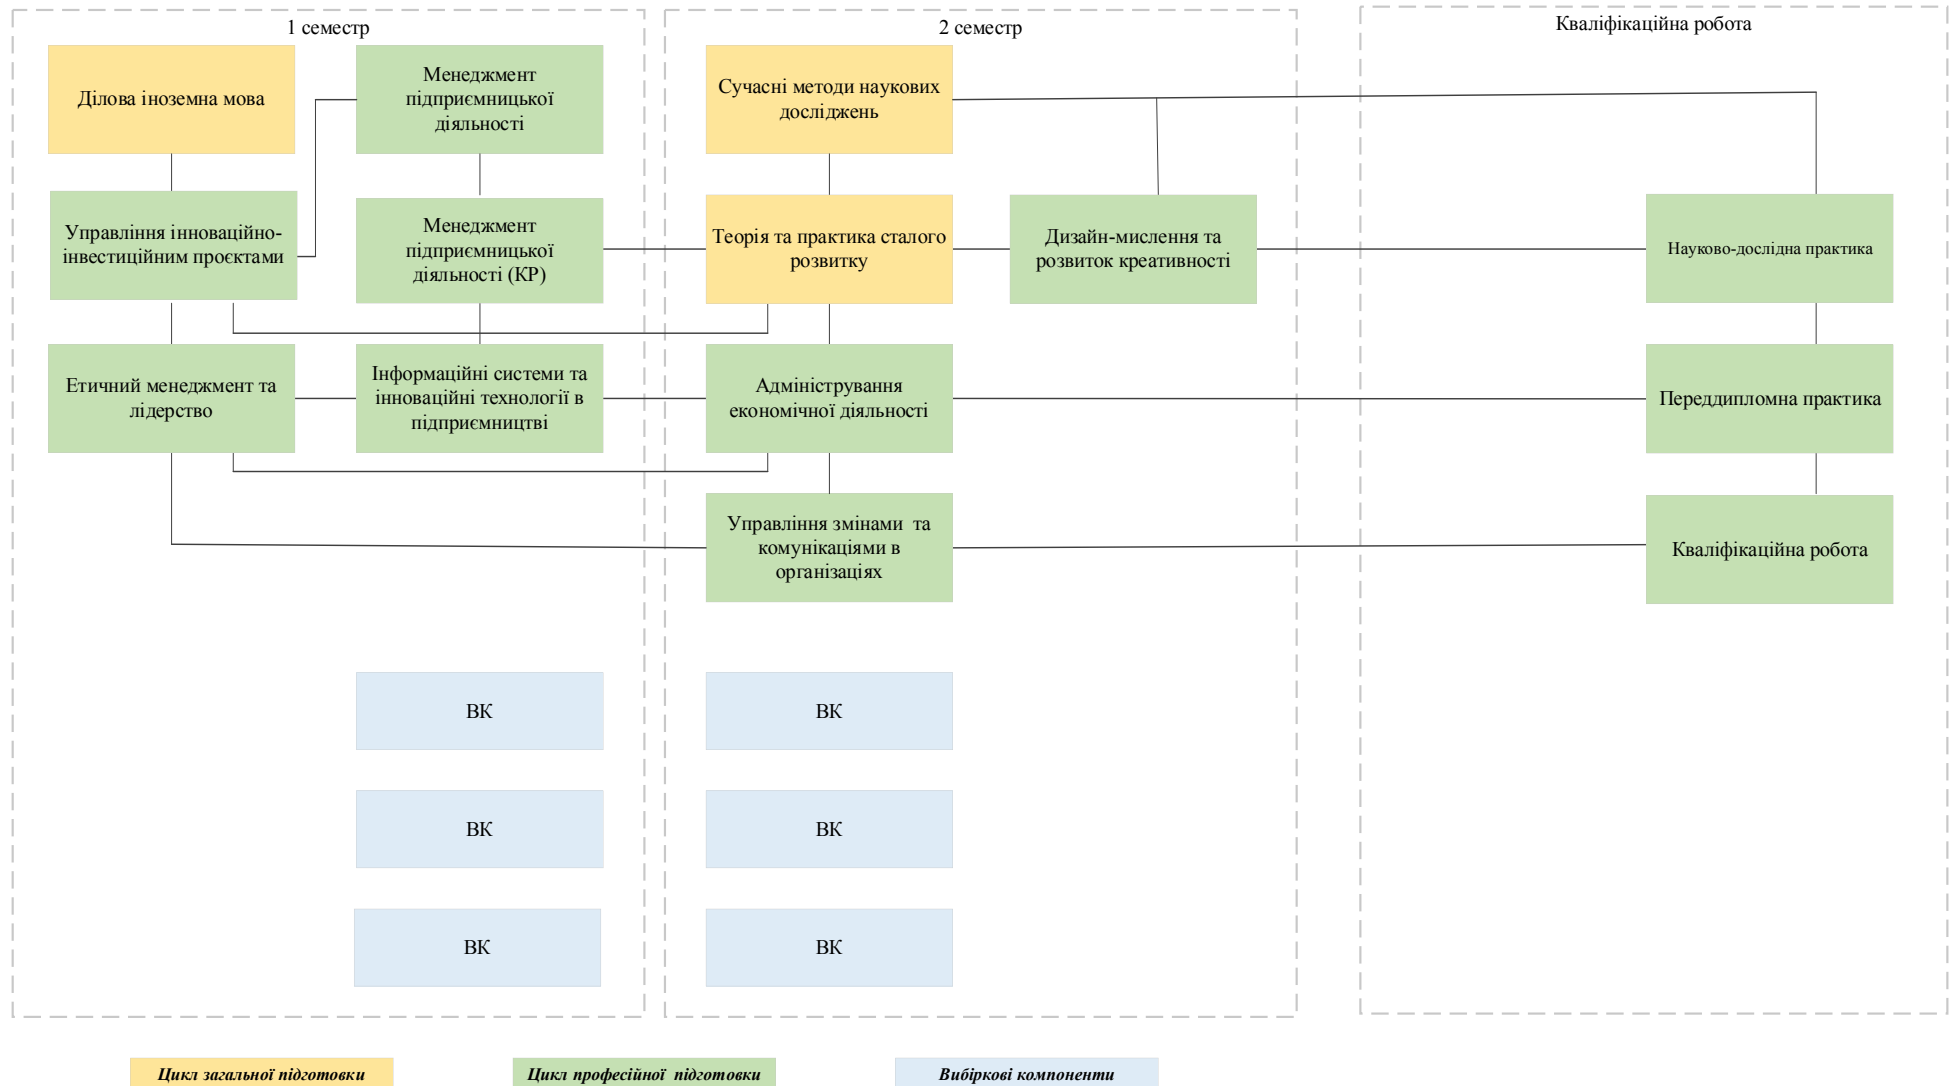 1 семестр
2 семестр
Кваліфікаційна робота
Ділова іноземна мова
Менеджмент
підприємницької
діяльності
Сучасні методи наукових
досліджень
Управління інноваційно-
інвестиційним проєктами
Менеджмент
підприємницької
діяльності (КР)
Теорія та практика сталого
розвитку
Дизайн-мислення та
розвиток креативності
Науково-дослідна практика
Етичний менеджмент та
лідерство
Інформаційні системи та
інноваційні технології в
підприємництві
Адміністрування
економічної діяльності
Переддипломна практика
Управління змінами та
комунікаціями в
організаціях
Кваліфікаційна робота
ВК
ВК
ВК
ВК
ВК
ВК
Цикл загальної підготовки
Цикл професійної підготовки
Вибіркові компоненти